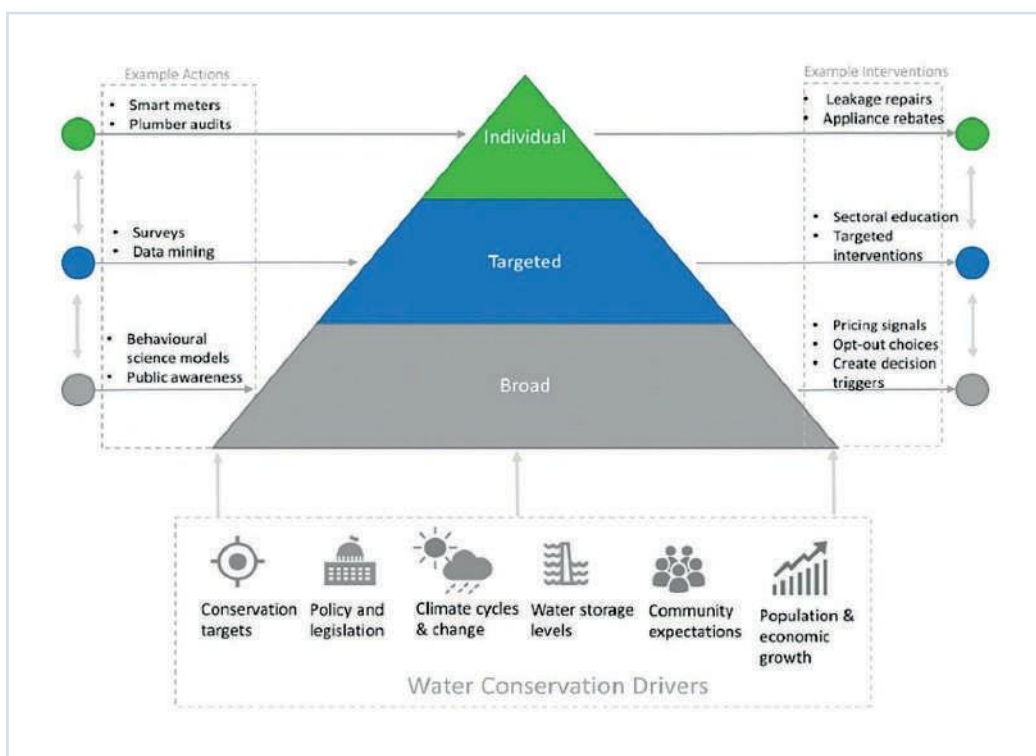 Example Actions
• Smart meters
• Plumber audits
• Surveys
• Data mining
• Behavioural
science models
• Public awareness
Individual
Targeted
Broad
Example Interventions
• Leakage repairs
• Appliance rebates
• Sectoral education
• Targeted
interventions
• Pricing signals
• Opt-out choices
• Create decision
triggers
Conservation
targets
Policy and
legislation
Climate cycles
& change
Water storage
levels
Community
expectations
Population &
economic
growth
Water Conservation Drivers